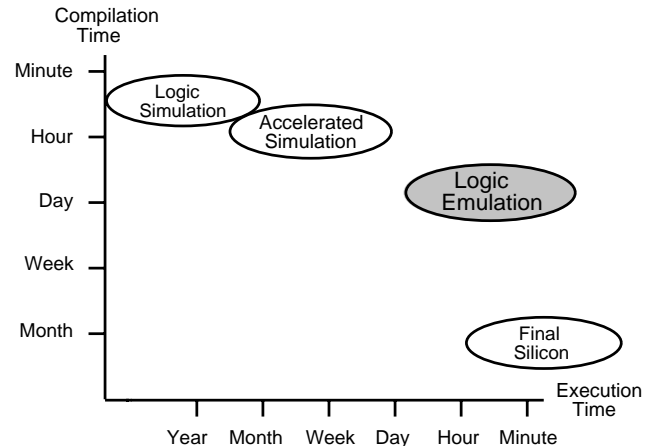 Compilation
Time
Minute
Logic
Simulation
Accelerated
Simulation
Hour
Logic
Emulation
Day
Week
Month
Final
Silicon
Execution
Time
Year Month Week Day Hour Minute